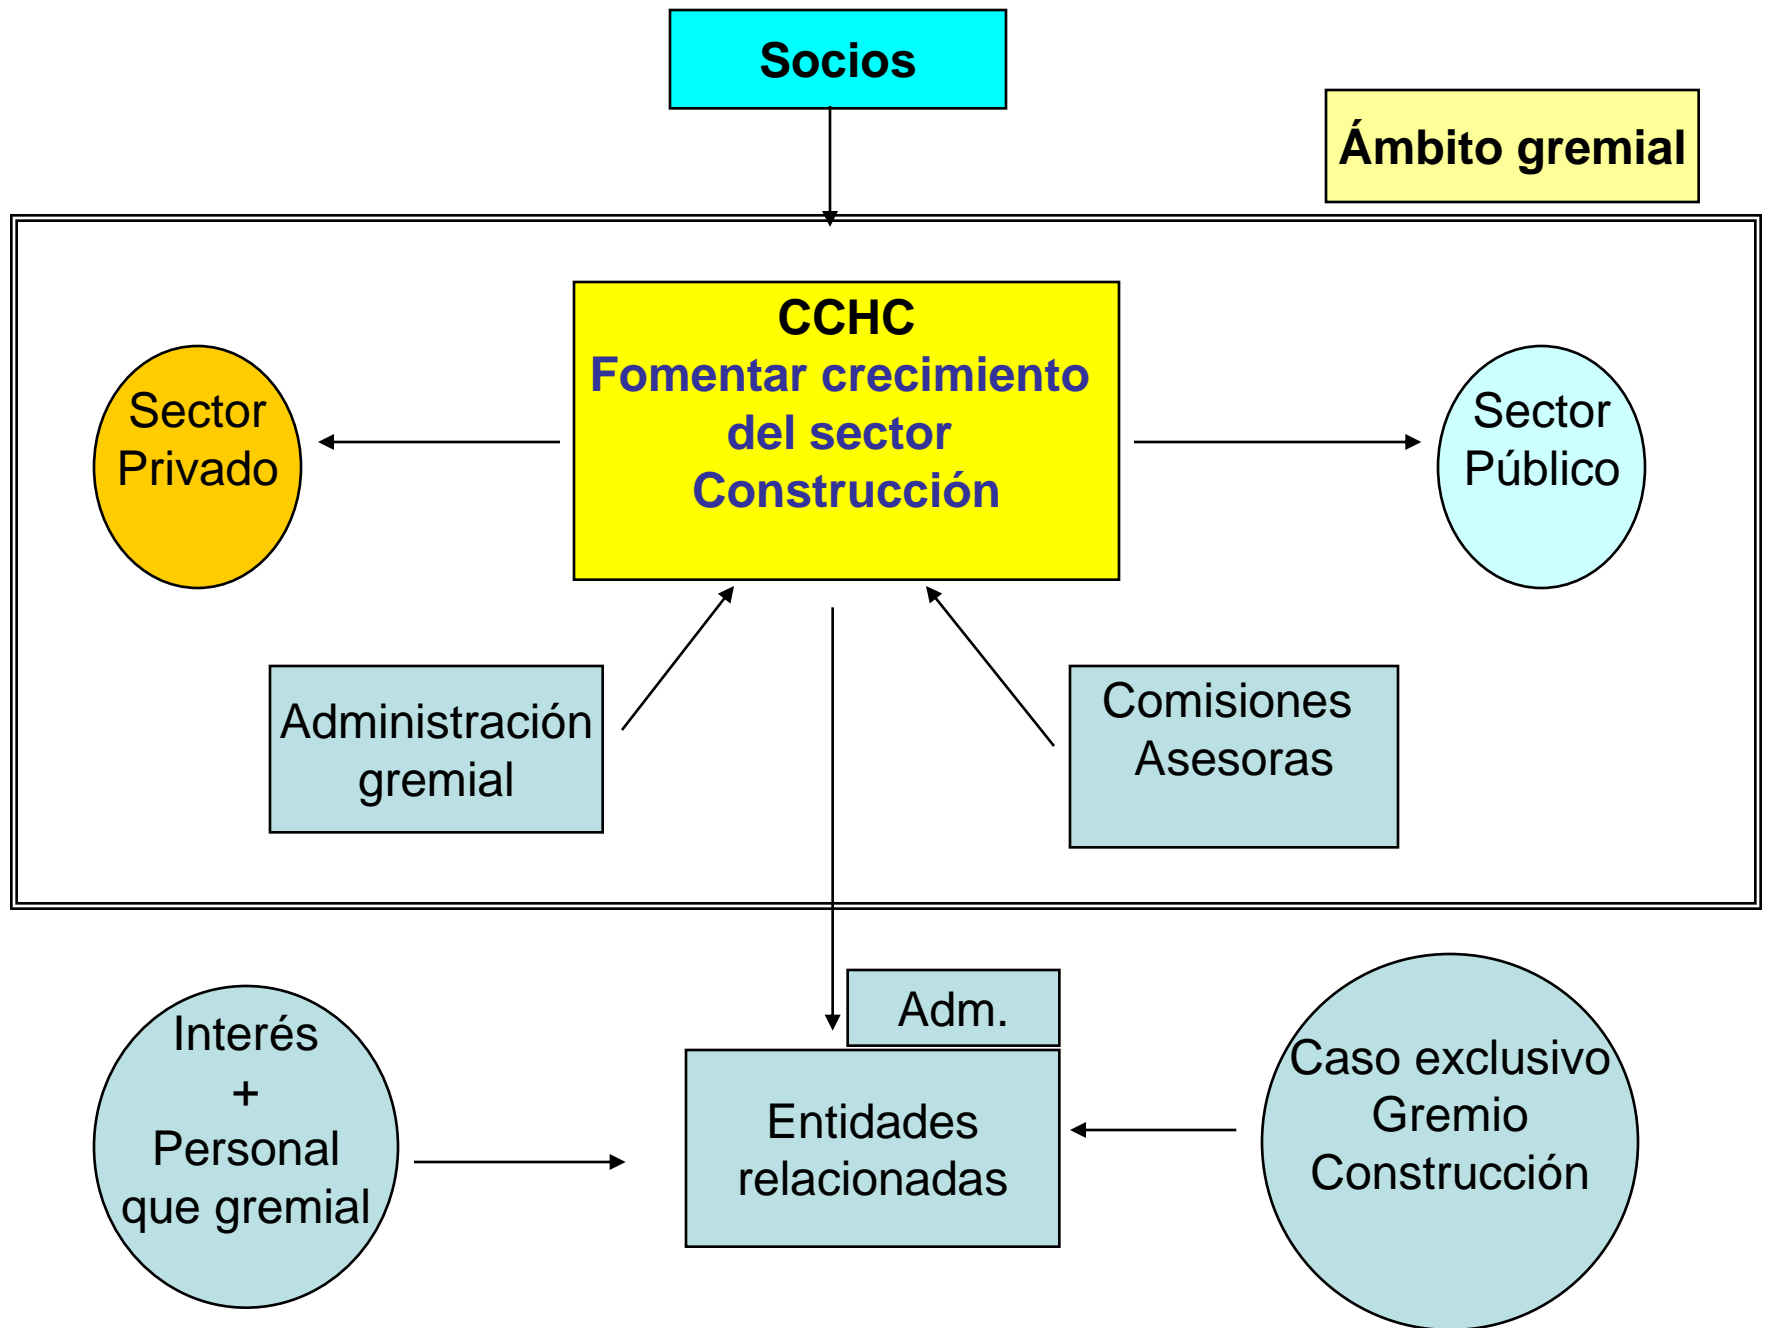 Socios
Ámbito gremial
CCHC
Fomentar crecimiento
del sector
Construcción
Sector
Privado
Sector
Público
Administración
gremial
Comisiones
Asesoras
Adm.
Interés
+
Personal
que gremial
Entidades
relacionadas
Caso exclusivo
Gremio
Construcción